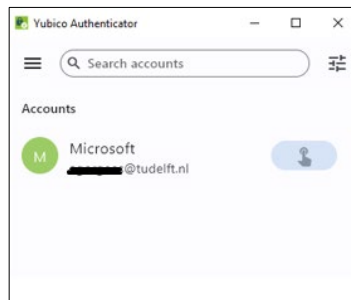 Yubico Authenticator
Search accounts
Accounts
M
Microsoft
@tudelft.nl